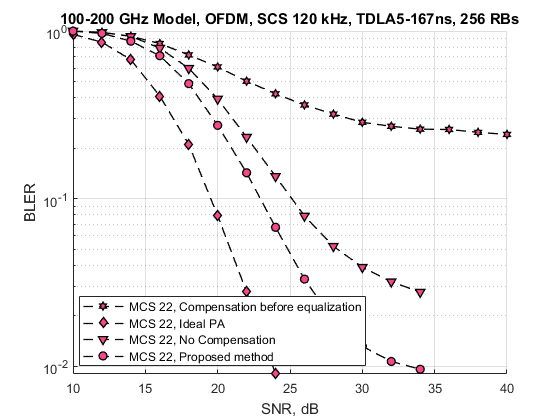 100-200 GHz Model, OFDM, SCS 120 kHz, TDLA5-167ns, 256 RBs
10^0
10^-1
10^-2
BLER
MCS 22, Compensation before equalization
MCS 22, Ideal PA
MCS 22, No Compensation
MCS 22, Proposed method
10 15 20 25 30 35 40
SNR, dB